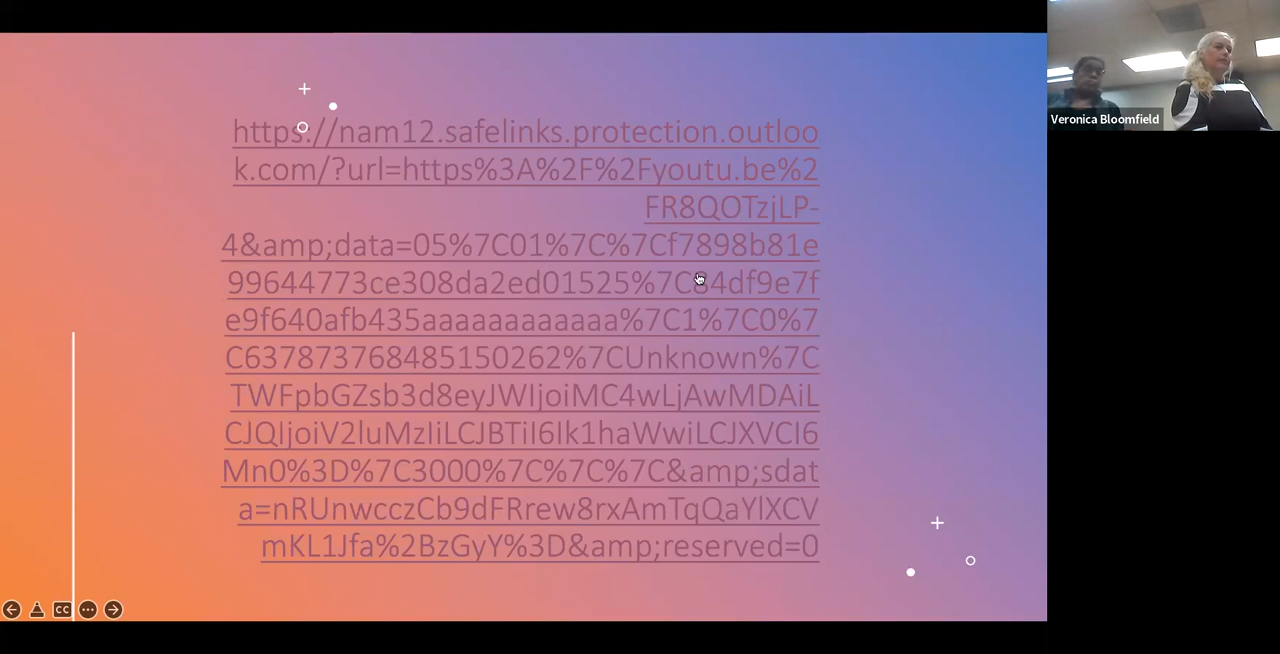 https://nam12.safelinks.protection.outloo
k.com/?url=https%3A%2F%2Fyoutu.be%2
FR8QOTzjLP-
4&amp;data=05%7C01%7C%7Cf7898b81e
99644773ce308da2ed01525%7C84df9e7f
e9f640afb435aaaaaaaaaaaa%7C1%7C0%7
C637873768485150262%7CUnknown%7C
TWFpbGZsb3d8eyJWIjoiMC4wLjAwMDAiL
CJQIjoiV2luMzIiLCJBTiI6Ik1haWwiLCJXVCI6
Mn0%3D%7C3000%7C%7C%7C&amp;sdat
a=nRUnwcczCb9dFRrew8rxAmTqQaYlXCV
mKL1Jfa%2BzGyY%3D&amp;reserved=0
Veronica Bloomfield
CC